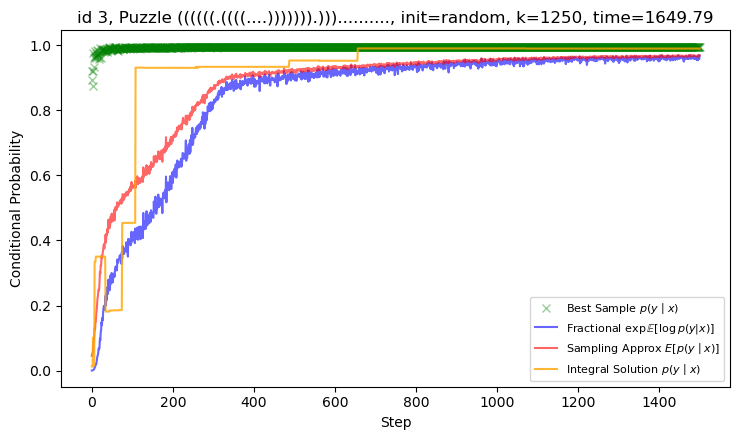 id 3, Puzzle ((((((.((((....))))))).))).........., init=random, k=1250, time=1649.79
Conditional Probability
1.0
0.8
0.6
0.4
0.2
0.0
Best Sample p(y | x)
Fractional exp𝔼[log p(y|x)]
Sampling Approx E[p(y | x)]
Integral Solution p(y | x)
0 200 400 600 800 1000 1200 1400
Step